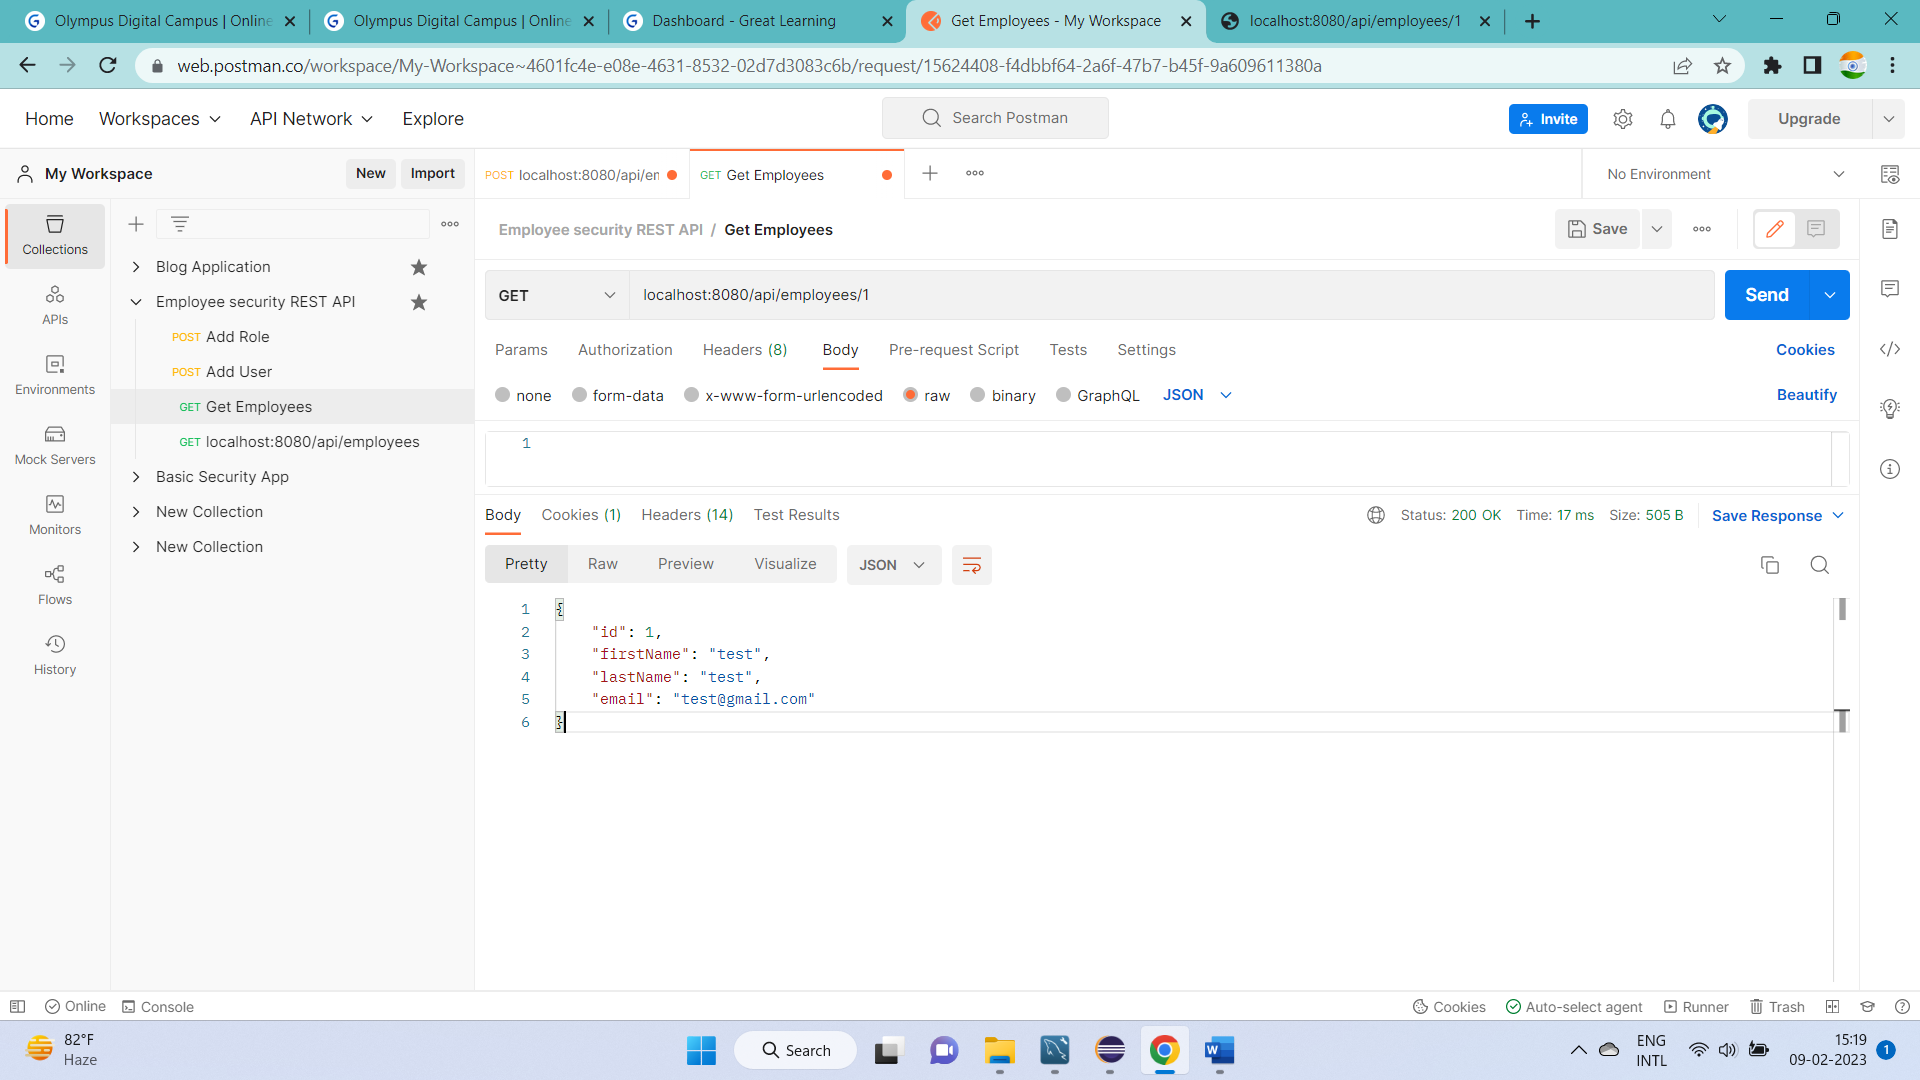 Olympus Digital Campus | Online
Olympus Digital Campus | Online
Dashboard - Great Learning
Get Employees - My Workspace
localhost:8080/api/employees/1
web.postman.co/workspace/My-Workspace~4601fc4e-e08e-4631-8532-02d7d3083c6b/request/15624408-f4dbbf64-2a6f-47b7-b45f-9a609611380a
Home Workspaces API Network Explore
Search Postman
Invite
Upgrade
My Workspace
New Import
POST localhost:8080/api/em
GET Get Employees
No Environment
Collections
APIs
Environments
Mock Servers
Monitors
Flows
History
Blog Application
Employee security REST API
POST Add Role
POST Add User
GET Get Employees
GET localhost:8080/api/employees
Basic Security App
New Collection
New Collection
Employee security REST API / Get Employees
Save
GET
localhost:8080/api/employees/1
Send
Params Authorization Headers (8) Body Pre-request Script Tests Settings
Cookies
none form-data x-www-form-urlencoded raw binary GraphQL JSON
Beautify
1
Body Cookies (1) Headers (14) Test Results
Status: 200 OK Time: 17 ms Size: 505 B Save Response
Pretty Raw Preview Visualize JSON
1 {
2 "id": 1,
3 "firstName": "test",
4 "lastName": "test",
5 "email": "test@gmail.com"
6 }
Online Console
Cookies Auto-select agent Runner Trash
82°F
Haze
Search
W
ENG
INTL
15:19
09-02-2023
1